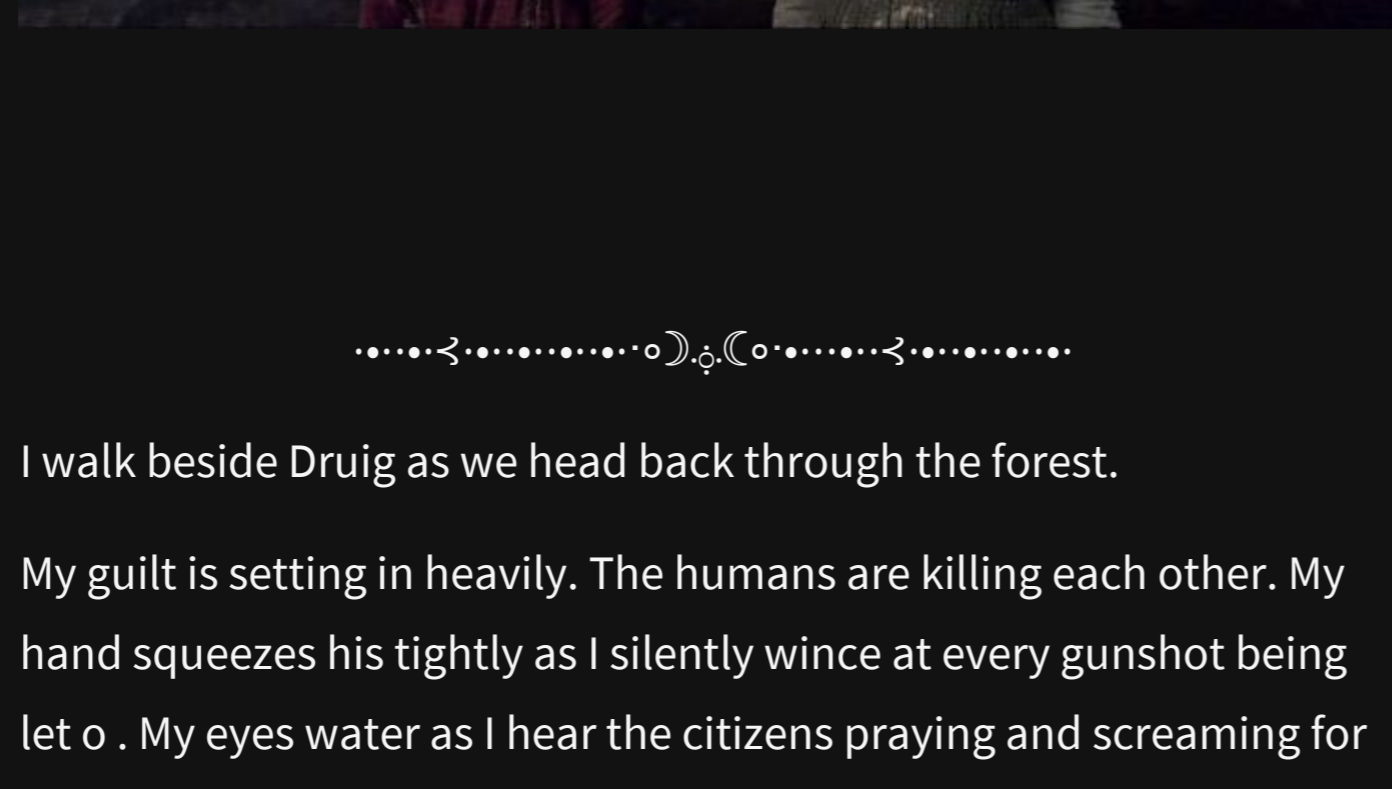 ·•··•·⊰·•··•··•··•·˙∘☽.⁠ọ̇.☾∘˙•···•··⊰·•··•··•··•·
I walk beside Druig as we head back through the forest.
My guilt is setting in heavily. The humans are killing each other. My
hand squeezes his tightly as I silently wince at every gunshot being
let o . My eyes water as I hear the citizens praying and screaming for